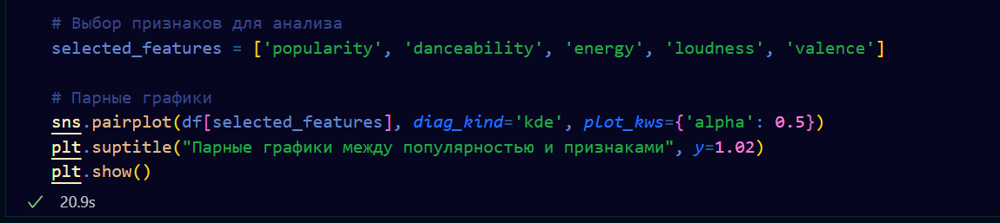 # Выбор признаков для анализа
selected_features = ['popularity', 'danceability', 'energy', 'loudness', 'valence']
# Парные графики
sns.pairplot(df[selected_features], diag_kind='kde', plot_kws={'alpha': 0.5})
plt.suptitle("Парные графики между популярностью и признаками", y=1.02)
plt.show()
20.9s